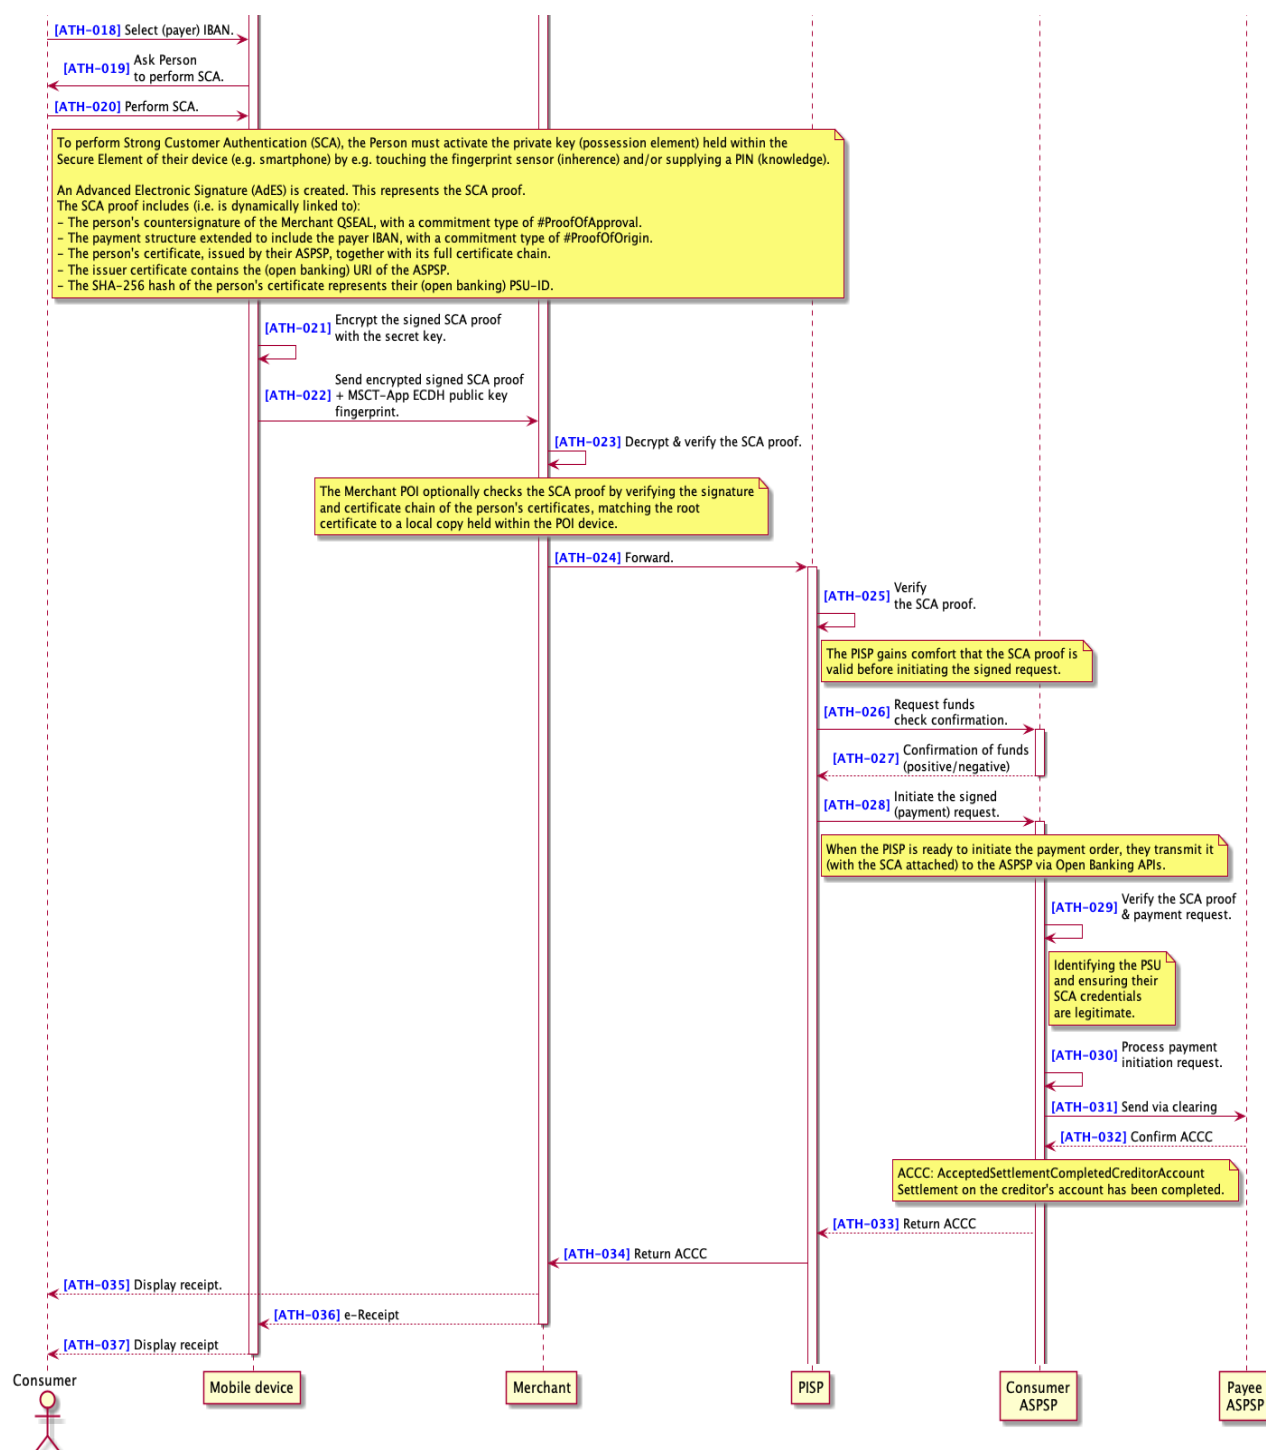 [ATH-018] Select (payer) IBAN.
[ATH-019] Ask Person
to perform SCA.
[ATH-020] Perform SCA.
To perform Strong Customer Authentication (SCA), the Person must activate the private key (possession element) held within the
Secure Element of their device (e.g. smartphone) by e.g. touching the fingerprint sensor (inherence) and/or supplying a PIN (knowledge).
An Advanced Electronic Signature (AdES) is created. This represents the SCA proof.
The SCA proof includes (i.e. is dynamically linked to):
- The person's countersignature of the Merchant QSEAL, with a commitment type of #ProofOfApproval.
- The payment structure extended to include the payer IBAN, with a commitment type of #ProofOfOrigin.
- The person's certificate, issued by their ASPSP, together with its full certificate chain.
- The issuer certificate contains the (open banking) URI of the ASPSP.
- The SHA-256 hash of the person's certificate represents their (open banking) PSU-ID.
[ATH-021] Encrypt the signed SCA proof
with the secret key.
[ATH-022] Send encrypted signed SCA proof
+ MSCT-App ECDH public key
fingerprint.
[ATH-023] Decrypt & verify the SCA proof.
The Merchant POI optionally checks the SCA proof by verifying the signature
and certificate chain of the person's certificates, matching the root
certificate to a local copy held within the POI device.
[ATH-024] Forward.
[ATH-025] Verify
the SCA proof.
The PISP gains comfort that the SCA proof is
valid before initiating the signed request.
[ATH-026] Request funds
check confirmation.
[ATH-027] Confirmation of funds
(positive/negative)
[ATH-028] Initiate the signed
(payment) request.
When the PISP is ready to initiate the payment order, they transmit it
(with the SCA attached) to the ASPSP via Open Banking APIs.
[ATH-029] Verify the SCA proof
& payment request.
Identifying the PSU
and ensuring their
SCA credentials
are legitimate.
[ATH-030] Process payment
initiation request.
[ATH-031] Send via clearing
[ATH-032] Confirm ACCC
ACCC: AcceptedSettlementCompletedCreditorAccount
Settlement on the creditor's account has been completed.
[ATH-033] Return ACCC
[ATH-034] Return ACCC
[ATH-035] Display receipt.
[ATH-036] e-Receipt
[ATH-037] Display receipt
Consumer
Mobile device
Merchant
PISP
Consumer
ASPSP
Payee
ASPSP